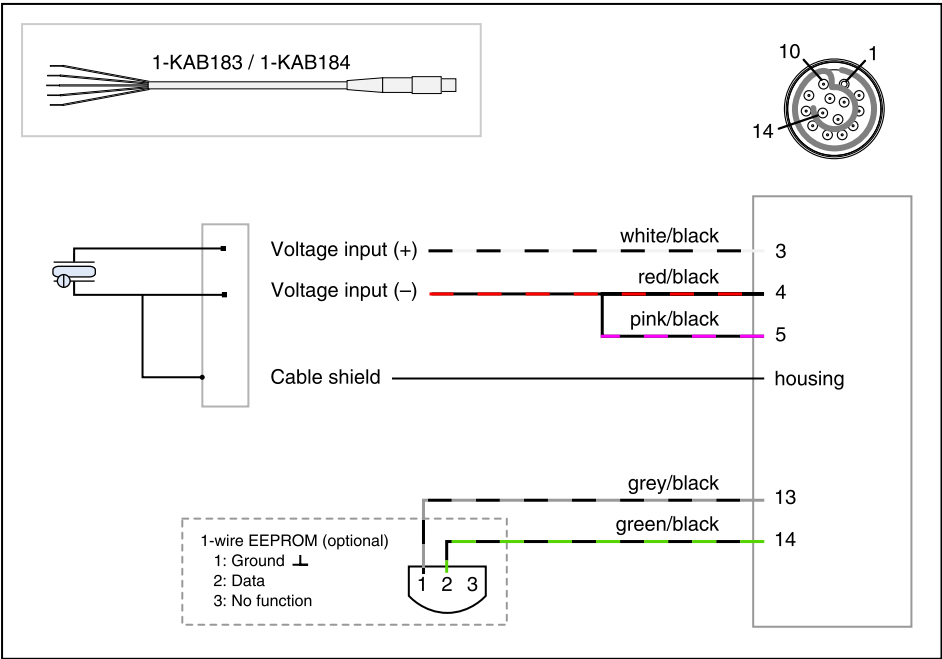 1-KAB183 / 1-KAB184
10
1
14
white/black
Voltage input (+)
3
red/black
Voltage input (–)
4
pink/black
5
Cable shield
housing
grey/black
13
green/black
14
1-wire EEPROM (optional)
1: Ground
2: Data
3: No function
1 2 3